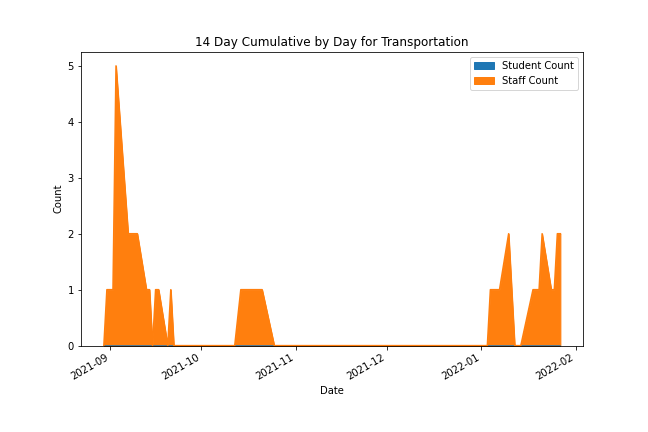 14 Day Cumulative by Day for Transportation
Student Count
Staff Count
Count
5
4
3
2
1
0
2021-09
2021-10
2021-11
2021-12
2022-01
2022-02
Date